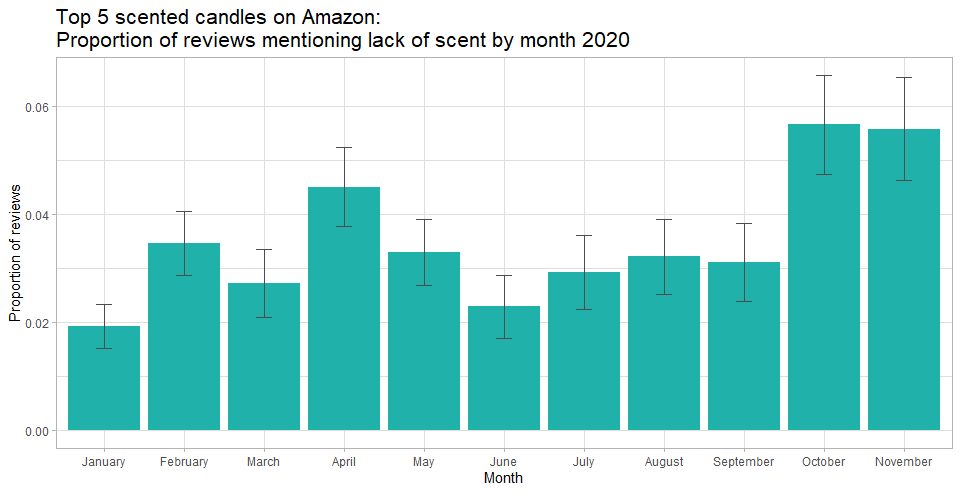 Top 5 scented candles on Amazon:
Proportion of reviews mentioning lack of scent by month 2020
Proportion of reviews
0.06
0.04
0.02
0.00
January February March April May June July August September October November
Month